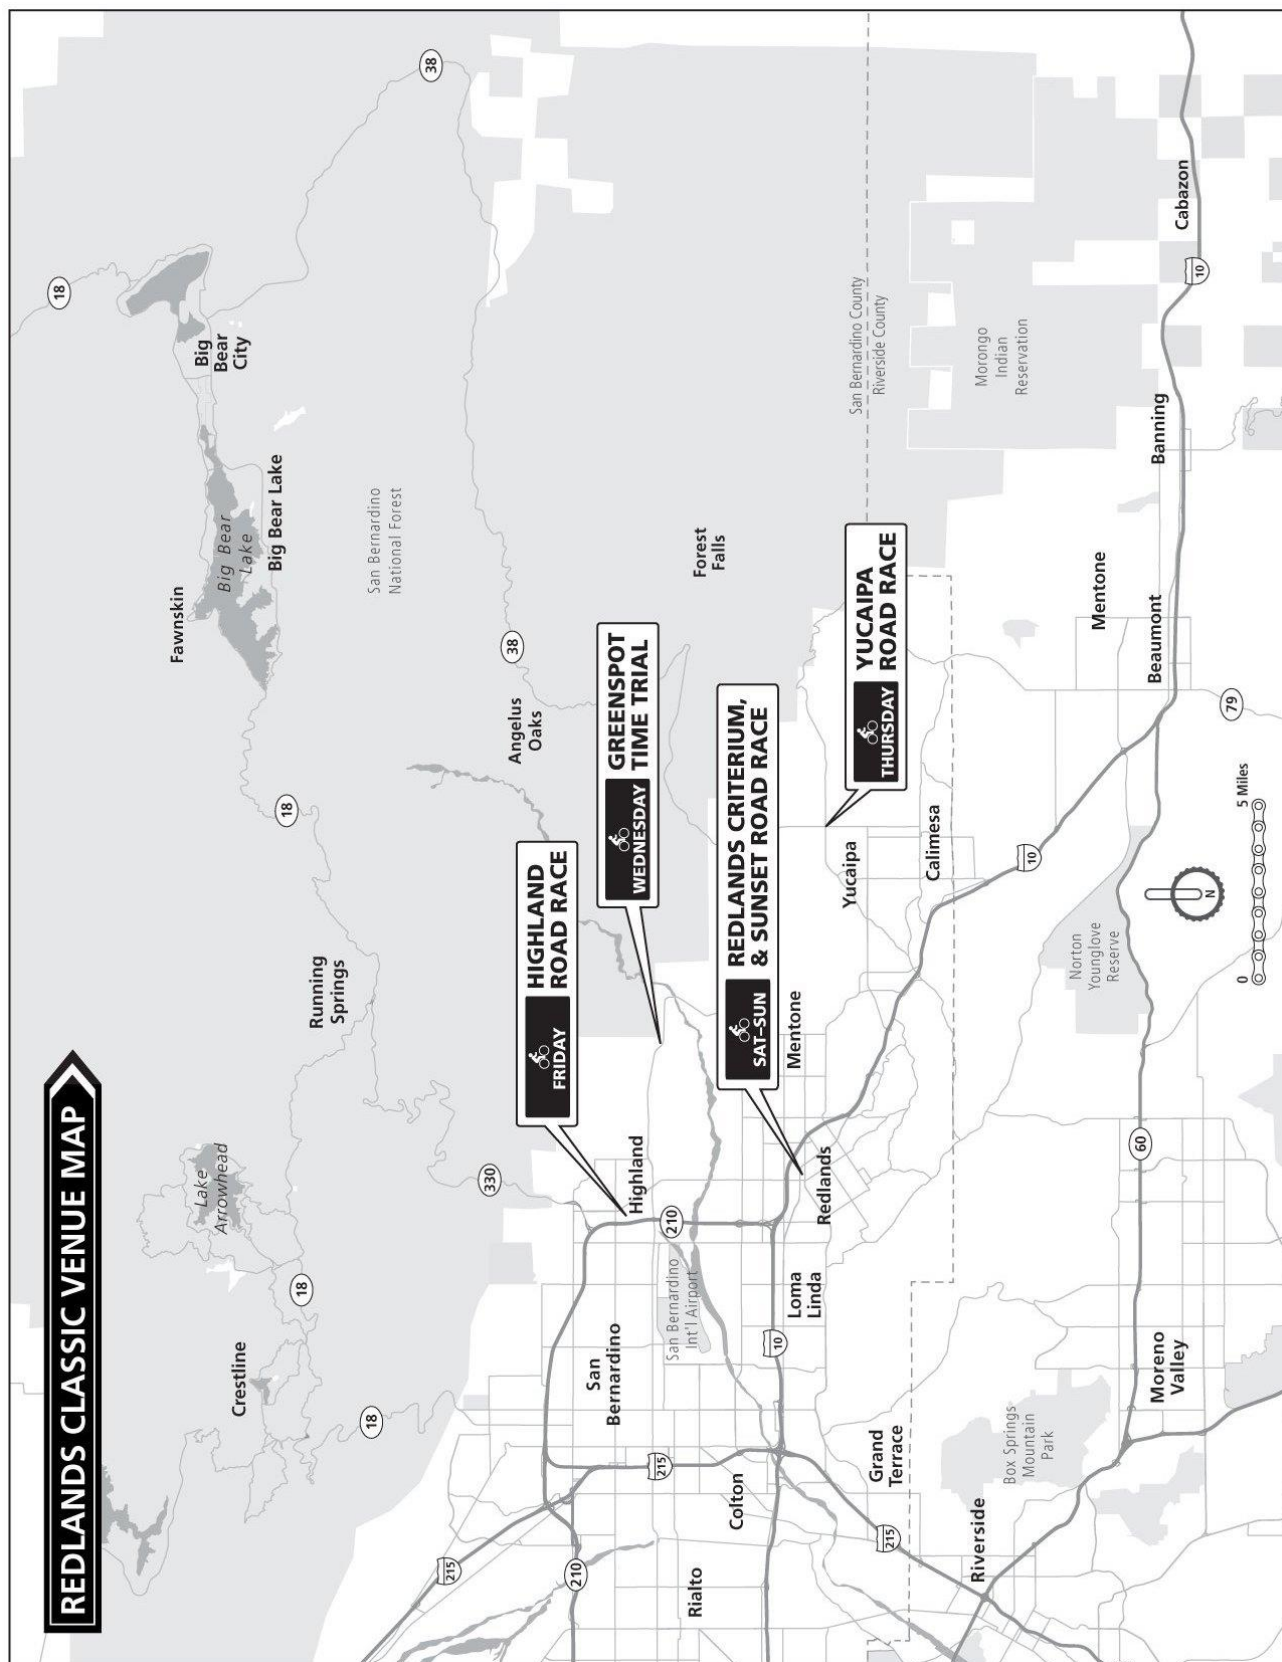 REDLANDS CLASSIC VENUE MAP
18
38
Big
Bear
City
Fawnskin
Big Bear
Lake
Big Bear Lake
San Bernardino
National Forest
38
Angelus
Oaks
Forest
Falls
18
Running
Springs
Lake
Arrowhead
18
Crestline
18
330
FRIDAY
HIGHLAND
ROAD RACE
WEDNESDAY
GREENSPOT
TIME TRIAL
SAT–SUN
REDLANDS CRITERIUM,
& SUNSET ROAD RACE
THURSDAY
YUCAIPA
ROAD RACE
San Bernardino County
Riverside County
Morongo
Indian
Reservation
Cabazon
10
Banning
Mentone
Beaumont
79
Yucaipa
Calimesa
10
Mentone
Norton
Younglove
Reserve
Highland
210
Redlands
San Bernardino
Int'l Airport
Loma
Linda
10
San
Bernardino
215
215
210
Colton
Rialto
Grand
Terrace
215
Riverside
Box Springs
Mountain
Park
Moreno
Valley
60
N
0
5 Miles